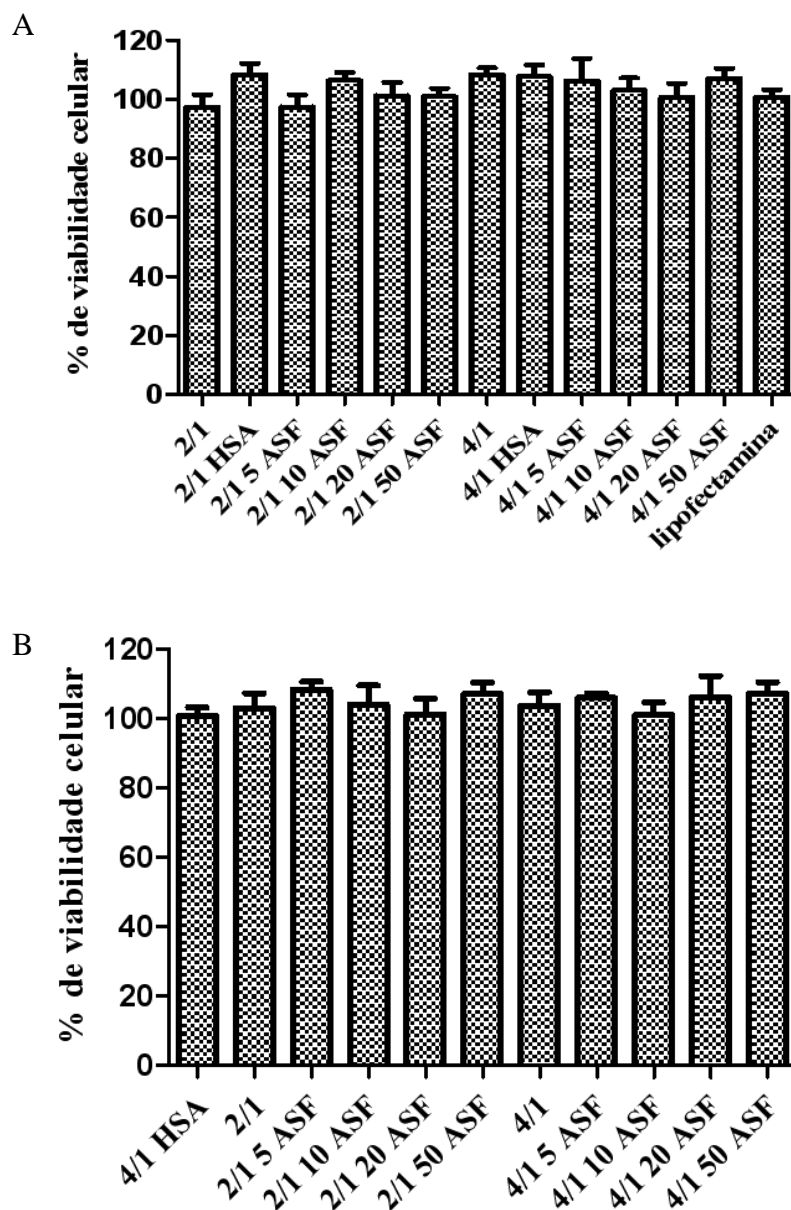 A
% de viabilidade celular
120
100
80
60
40
20
0
2/1
2/1 HSA
2/1 5 ASF
2/1 10 ASF
2/1 20 ASF
2/1 50 ASF
4/1
4/1 HSA
4/1 5 ASF
4/1 10 ASF
4/1 20 ASF
4/1 50 ASF
lipofectamina
B
% de viabilidade celular
120
100
80
60
40
20
0
4/1 HSA
2/1
2/1 5 ASF
2/1 10 ASF
2/1 20 ASF
2/1 50 ASF
4/1
4/1 5 ASF
4/1 10 ASF
4/1 20 ASF
4/1 50 ASF